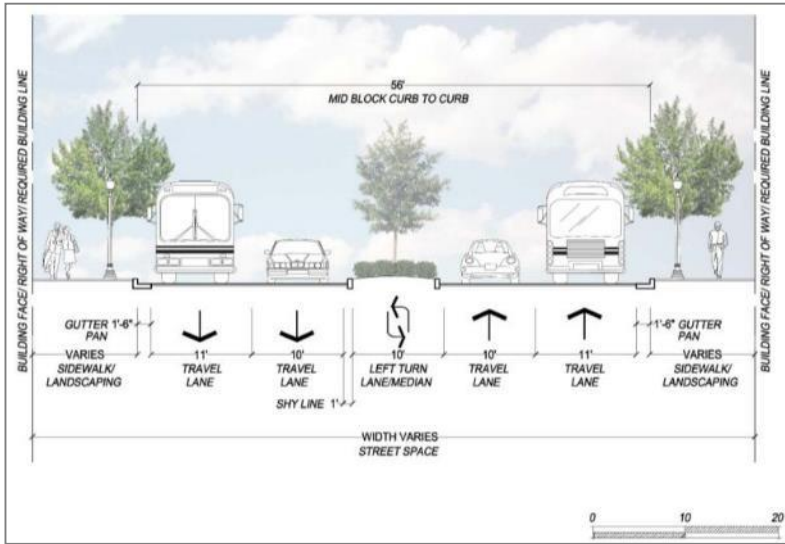 56'
MID BLOCK CURB TO CURB
BUILDING FACE/ RIGHT OF WAY/ REQUIRED BUILDING LINE
BUILDING FACE/ RIGHT OF WAY/ REQUIRED BUILDING LINE
GUTTER 1'-6"
PAN
1'-6" GUTTER
PAN
VARIES
SIDEWALK/
LANDSCAPING
11'
TRAVEL
LANE
10'
TRAVEL
LANE
10'
LEFT TURN
LANE/MEDIAN
10'
TRAVEL
LANE
11'
TRAVEL
LANE
VARIES
SIDEWALK/
LANDSCAPING
SHY LINE 1'
WIDTH VARIES
STREET SPACE
0 10 20